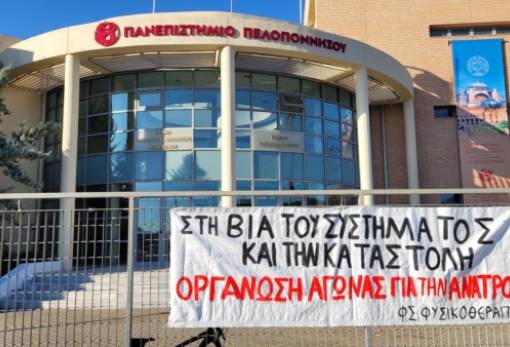 ΠΑΝΕΠΙΣΤΗΜΙΟ ΠΕΛΟΠΟΝΝΗΣΟΥ
ΣΤΗ ΒΙΑ ΤΟΥ ΣΥΣΤΗΜΑΤΟΣ
ΚΑΙ ΤΗΝ ΚΑΤΑΣΤΟΛΗ
ΟΡΓΑΝΩΣΗ ΑΓΩΝΑΣ ΓΙΑ ΤΗΝ ΑΝΑΤΡΟ
ΦΣ ΦΥΣΙΚΟΘΕΡΑΠ